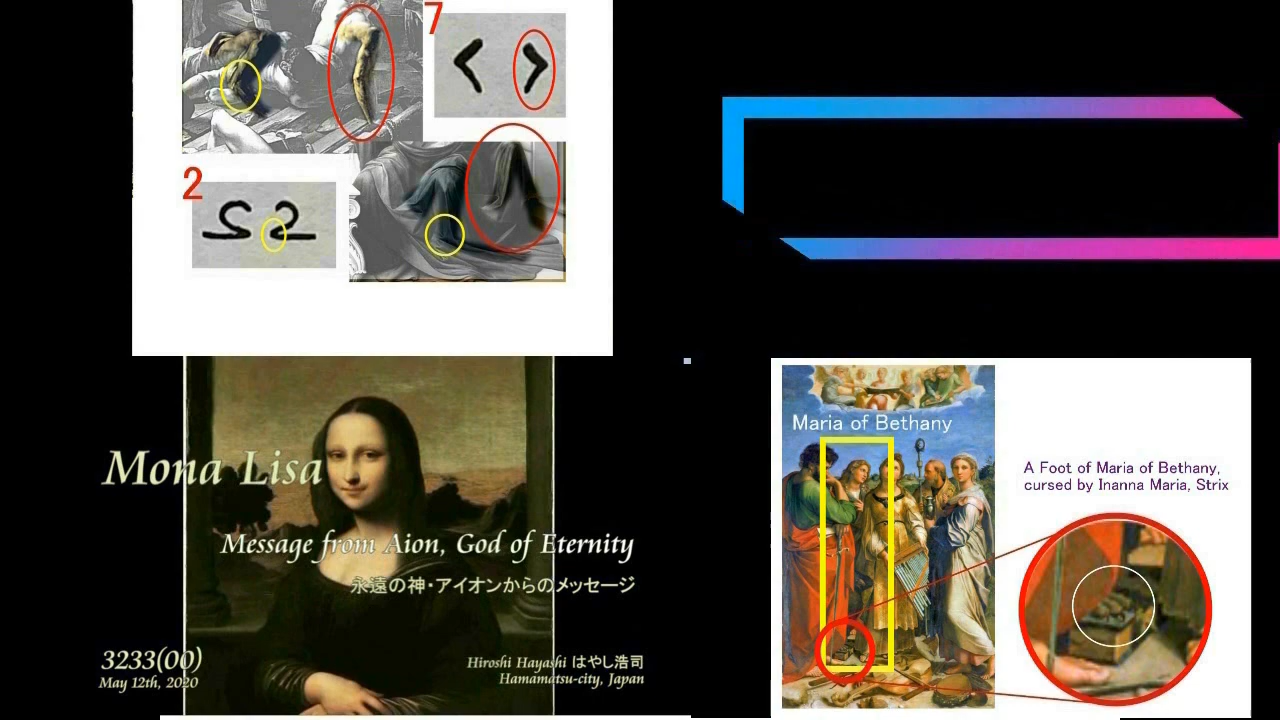 7
2
Mona Lisa
Message from Aion, God of Eternity
永遠の神・アイオンからのメッセージ
3233(00)
May 12th, 2020
Hiroshi Hayashi はやし浩司
Hamamatsu-city, Japan
Maria of Bethany
A Foot of Maria of Bethany,
cursed by Inanna Maria, Strix